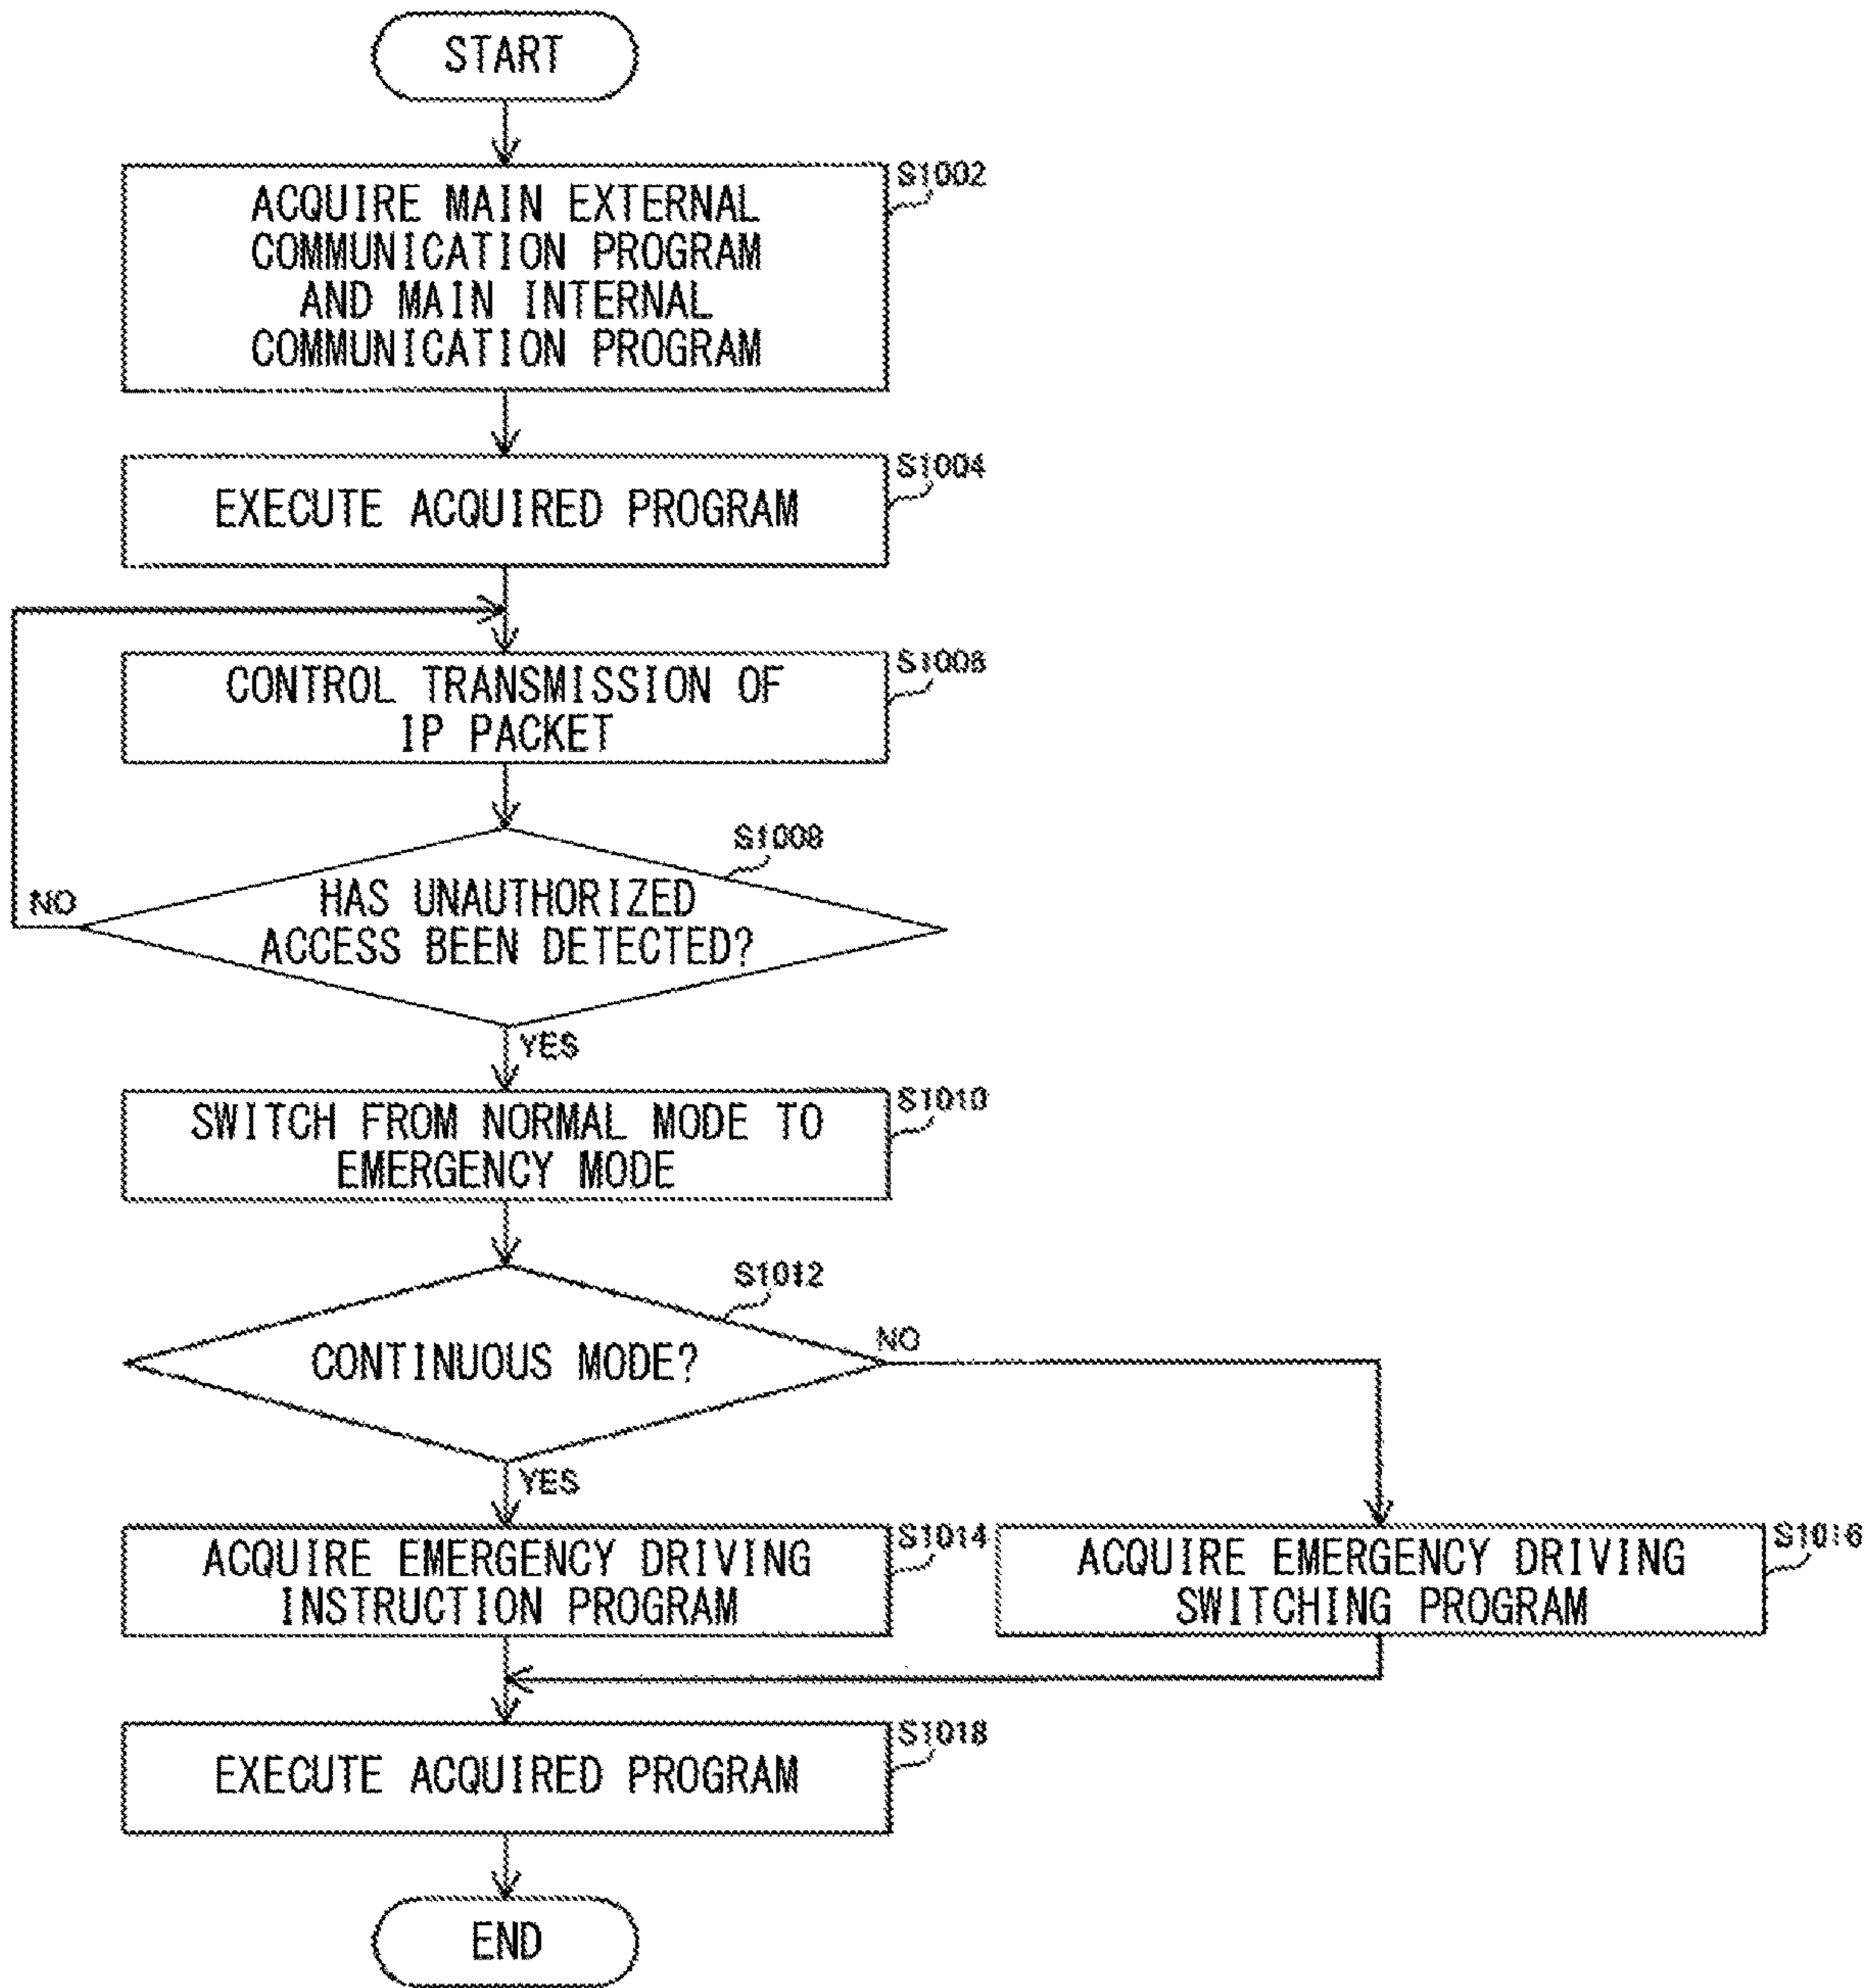 START
S1002
ACQUIRE MAIN EXTERNAL
COMMUNICATION PROGRAM
AND MAIN INTERNAL
COMMUNICATION PROGRAM
S1004
EXECUTE ACQUIRED PROGRAM
S1006
CONTROL TRANSMISSION OF
IP PACKET
S1008
HAS UNAUTHORIZED
ACCESS BEEN DETECTED?
NO
YES
S1010
SWITCH FROM NORMAL MODE TO
EMERGENCY MODE
S1012
CONTINUOUS MODE?
NO
YES
S1014
ACQUIRE EMERGENCY DRIVING
INSTRUCTION PROGRAM
S1016
ACQUIRE EMERGENCY DRIVING
SWITCHING PROGRAM
S1018
EXECUTE ACQUIRED PROGRAM
END